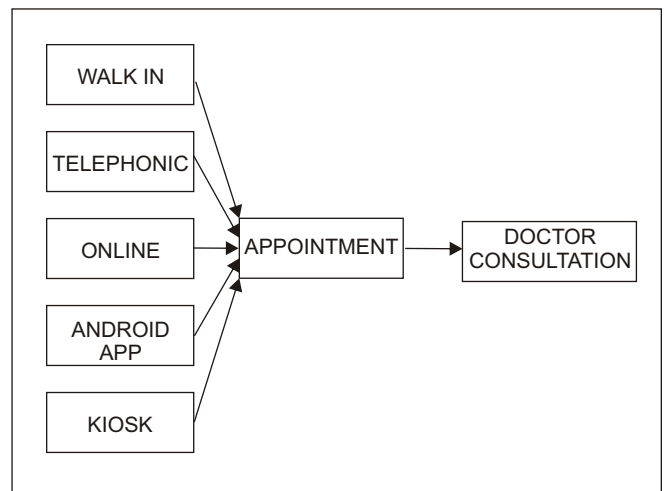 WALK IN
TELEPHONIC
ONLINE
ANDROID
APP
KIOSK
APPOINTMENT
DOCTOR
CONSULTATION